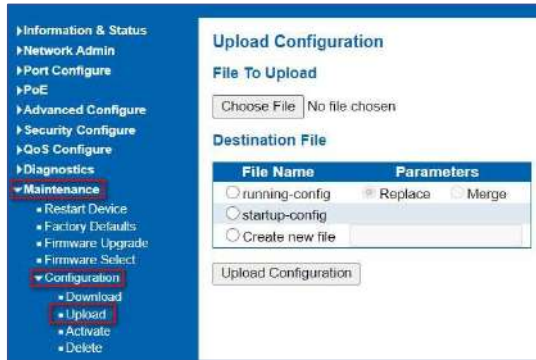 Information & Status
Network Admin
Port Configure
PoE
Advanced Configure
Security Configure
QoS Configure
Diagnostics
Maintenance
Restart Device
Factory Defaults
Firmware Upgrade
Firmware Select
Configuration
Download
Upload
Activate
Delete
Upload Configuration
File To Upload
Choose File No file chosen
Destination File
File Name Parameters
running-config Replace Merge
startup-config
Create new file
Upload Configuration